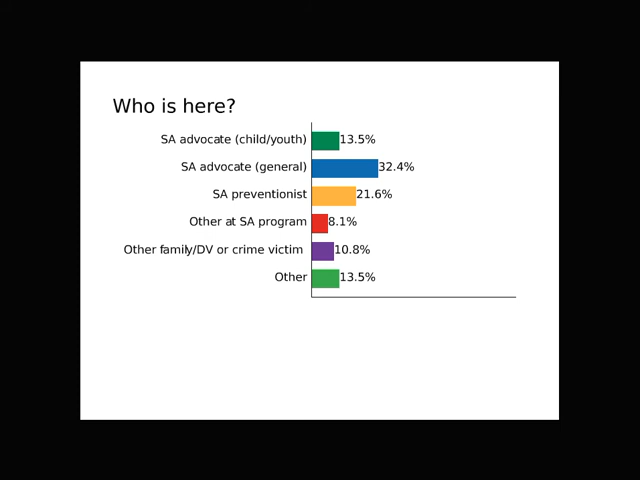 Who is here?
SA advocate (child/youth) 13.5%
SA advocate (general) 32.4%
SA preventionist 21.6%
Other at SA program 8.1%
Other family/DV or crime victim 10.8%
Other 13.5%